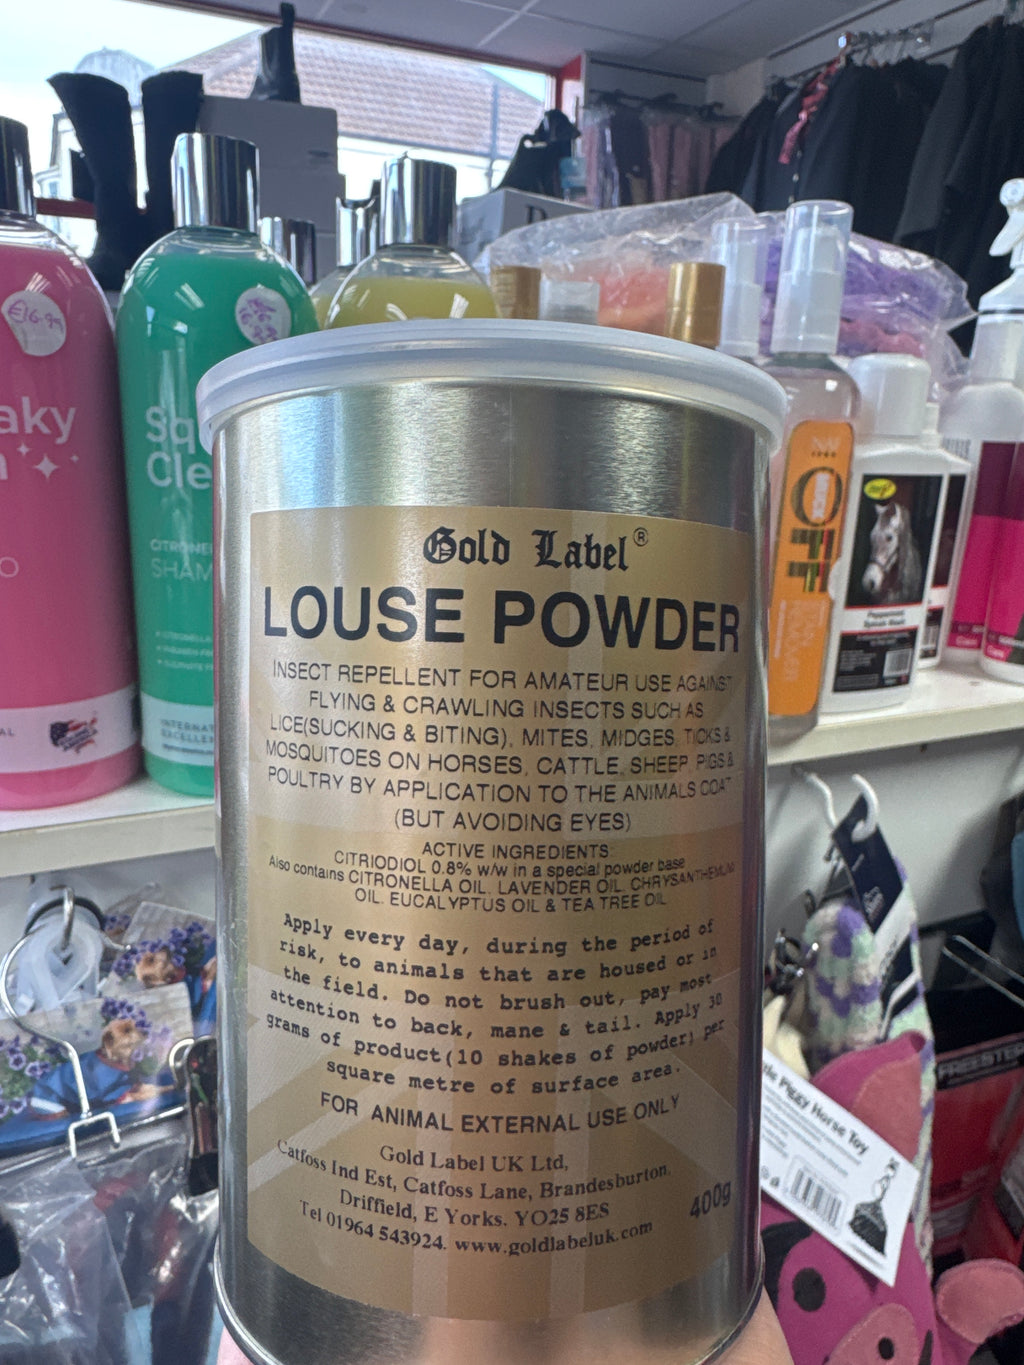 Gold Label®
LOUSE POWDER
INSECT REPELLENT FOR AMATEUR USE AGAINST
FLYING & CRAWLING INSECTS SUCH AS
LICE(SUCKING & BITING), MITES, MIDGES, TICKS &
MOSQUITOES ON HORSES, CATTLE, SHEEP, PIGS &
POULTRY BY APPLICATION TO THE ANIMALS COAT
(BUT AVOIDING EYES)
ACTIVE INGREDIENTS:
CITRIODIOL 0.8% w/w in a special powder base
Also contains CITRONELLA OIL, LAVENDER OIL, CHRYSANTHEMUM
OIL, EUCALYPTUS OIL & TEA TREE OIL
Apply every day, during the period of
risk, to animals that are housed or in
the field. Do not brush out, pay most
attention to back, mane & tail. Apply 30
grams of product(10 shakes of powder) per
square metre of surface area.
FOR ANIMAL EXTERNAL USE ONLY
Gold Label UK Ltd,
Catfoss Ind Est, Catfoss Lane, Brandesburton,
Driffield, E Yorks. YO25 8ES
Tel 01964 543924. www.goldlabeluk.com
400g
£16.99
aky
Squ
Cle
CITRONE
SHAM
OFF
Piggy Horse Toy
FREESTEP